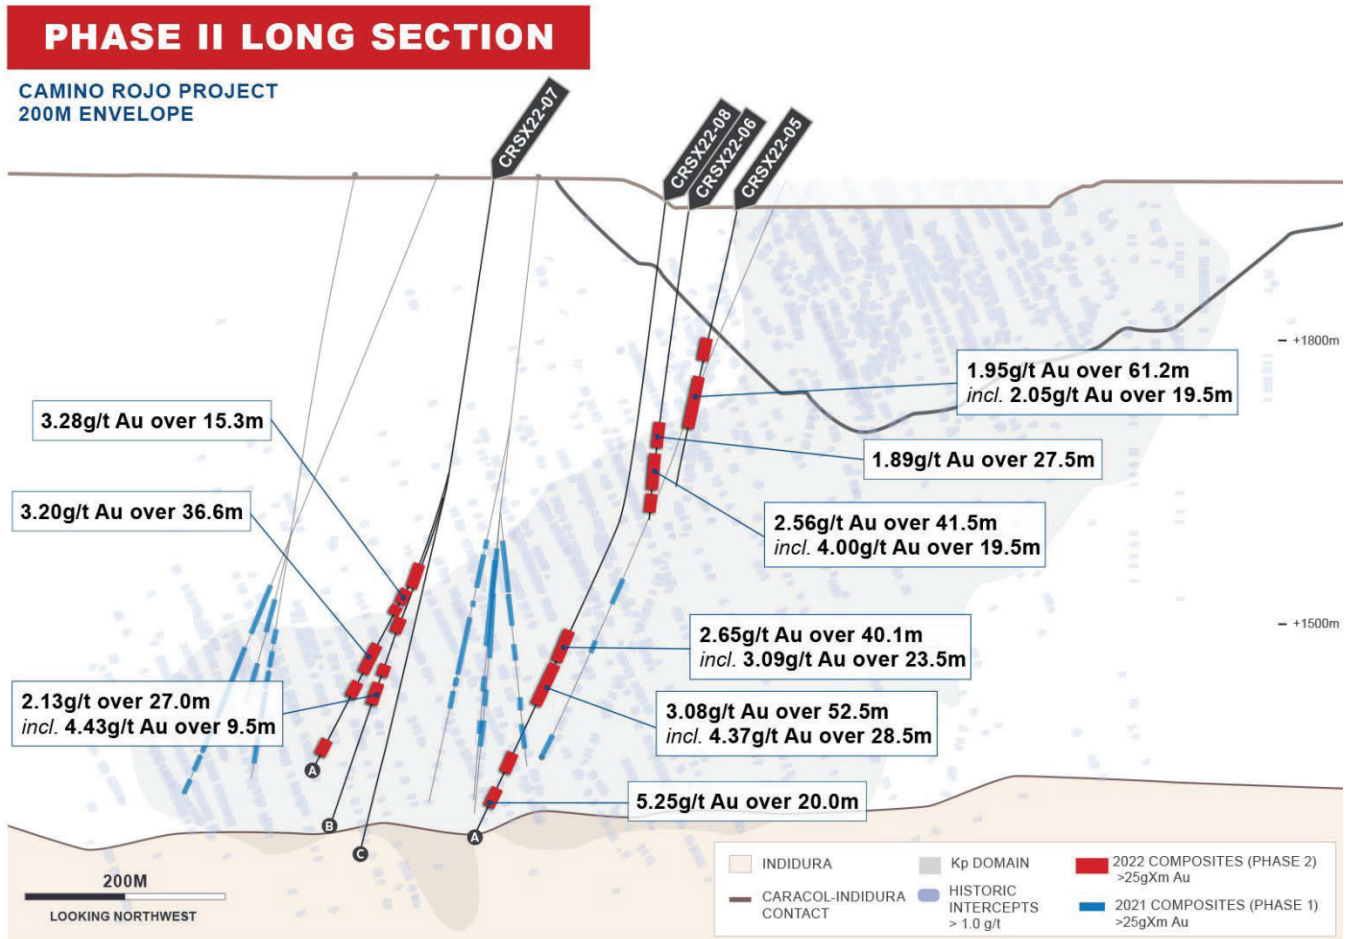 PHASE II LONG SECTION
CAMINO ROJO PROJECT
200M ENVELOPE
CRSX22-07
CRSX22-08
CRSX22-06
CRSX22-05
+1800m
1.95g/t Au over 61.2m
incl. 2.05g/t Au over 19.5m
3.28g/t Au over 15.3m
1.89g/t Au over 27.5m
3.20g/t Au over 36.6m
2.56g/t Au over 41.5m
incl. 4.00g/t Au over 19.5m
+1500m
2.65g/t Au over 40.1m
incl. 3.09g/t Au over 23.5m
2.13g/t over 27.0m
incl. 4.43g/t Au over 9.5m
3.08g/t Au over 52.5m
incl. 4.37g/t Au over 28.5m
A
5.25g/t Au over 20.0m
B
A
C
200M
LOOKING NORTHWEST
INDIDURA
CARACOL-INDIDURA
CONTACT
Kp DOMAIN
HISTORIC
INTERCEPTS
> 1.0 g/t
2022 COMPOSITES (PHASE 2)
>25gXm Au
2021 COMPOSITES (PHASE 1)
>25gXm Au